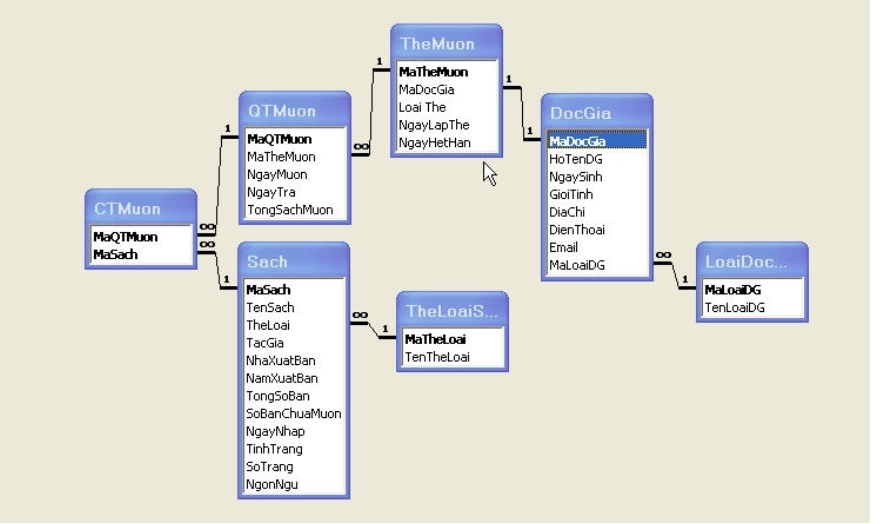 TheMuon
MaTheMuon
MaDocGia
Loai The
NgayLapThe
NgayHetHan
QTMuon
MaQTMuon
MaTheMuon
NgayMuon
NgayTra
TongSachMuon
DocGia
MaDocGia
HoTenDG
NgaySinh
GioiTinh
DiaChi
DienThoai
Email
MaLoaiDG
CTMuon
MaQTMuon
MaSach
Sach
MaSach
TenSach
TheLoai
TacGia
NhaXuatBan
NamXuatBan
TongSoBan
SoBanChuaMuon
NgayNhap
TinhTrang
SoTrang
NgonNgu
TheLoaiS...
MaTheLoai
TenTheLoai
LoaiDoc...
MaLoaiDG
TenLoaiDG
1
∞
1
1
1
∞
∞
1
∞
1
∞
1